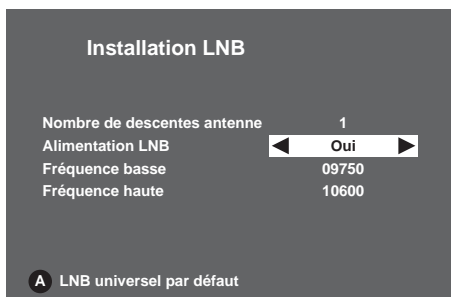 Installation LNB
Nombre de descentes antenne 1
Alimentation LNB Oui
Fréquence basse 09750
Fréquence haute 10600
A LNB universel par défaut